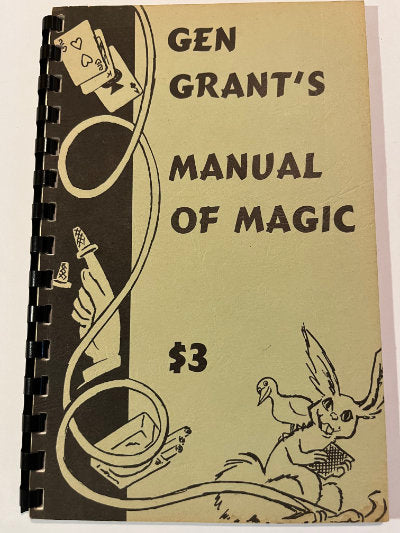 GEN
GRANT'S
MANUAL
OF MAGIC
$3